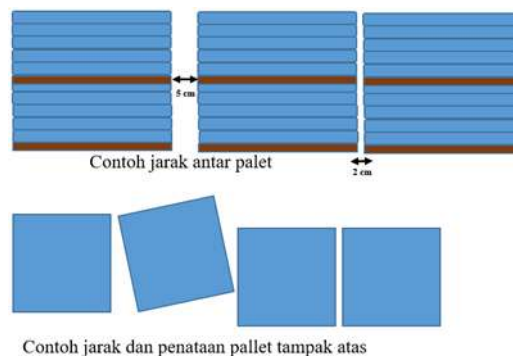 5 cm
Contoh jarak antar palet
2 cm
Contoh jarak dan penataan pallet tampak atas